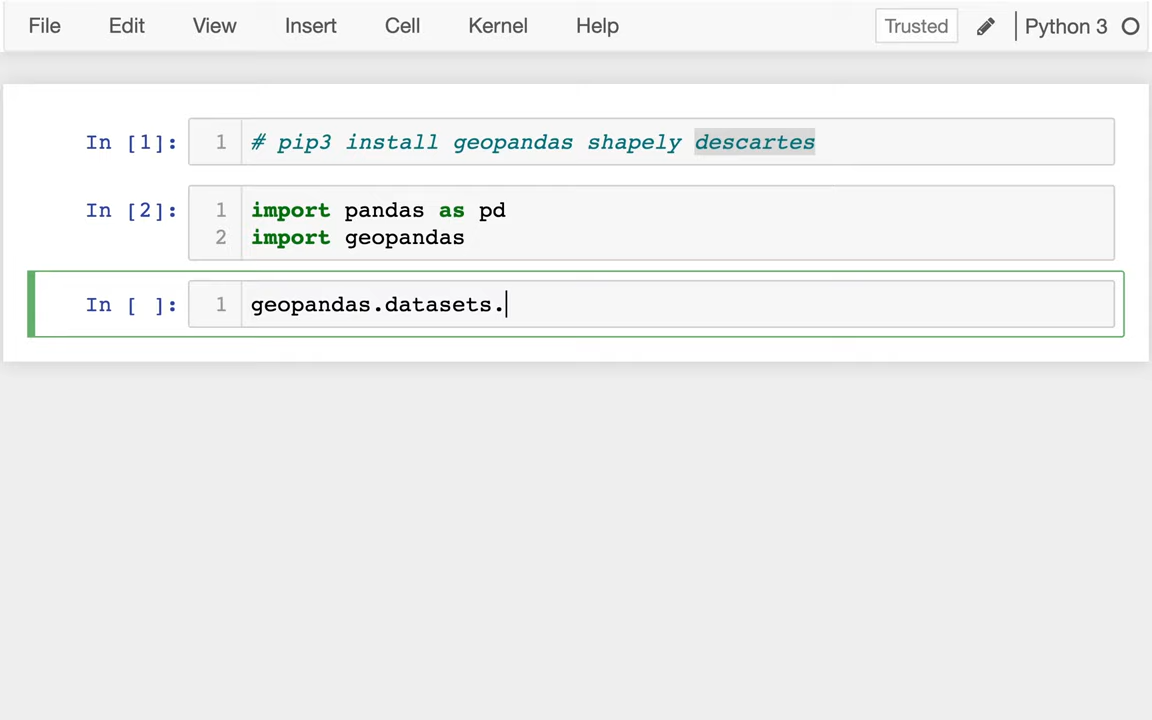 File Edit View Insert Cell Kernel Help Trusted Python 3
In [1]: 1 # pip3 install geopandas shapely descartes
In [2]: 1 import pandas as pd
2 import geopandas
In [ ]: 1 geopandas.datasets.